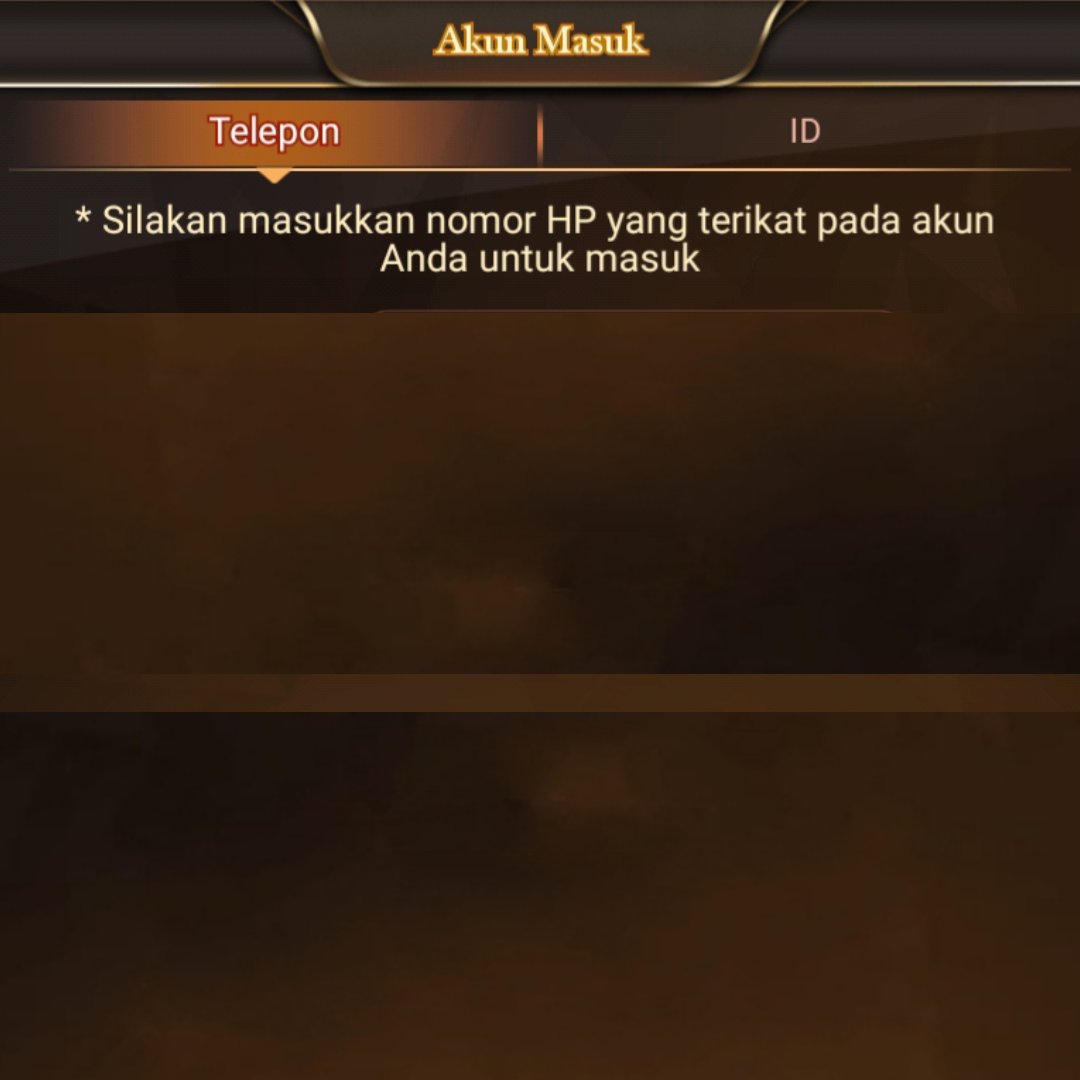 Akun Masuk
Telepon
ID
* Silakan masukkan nomor HP yang terikat pada akun
Anda untuk masuk